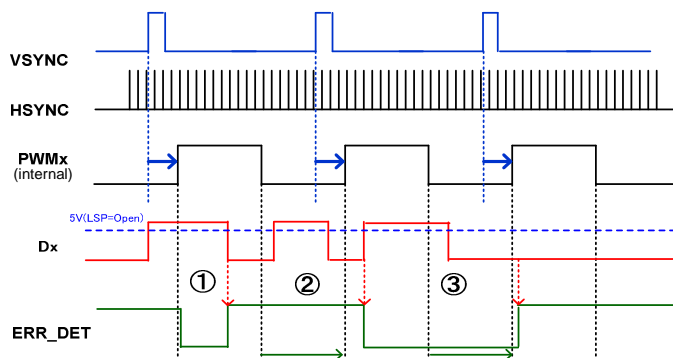 VSYNC
HSYNC
PWMx
(internal)
5V(LSP=Open)
Dx
① ② ③
ERR_DET